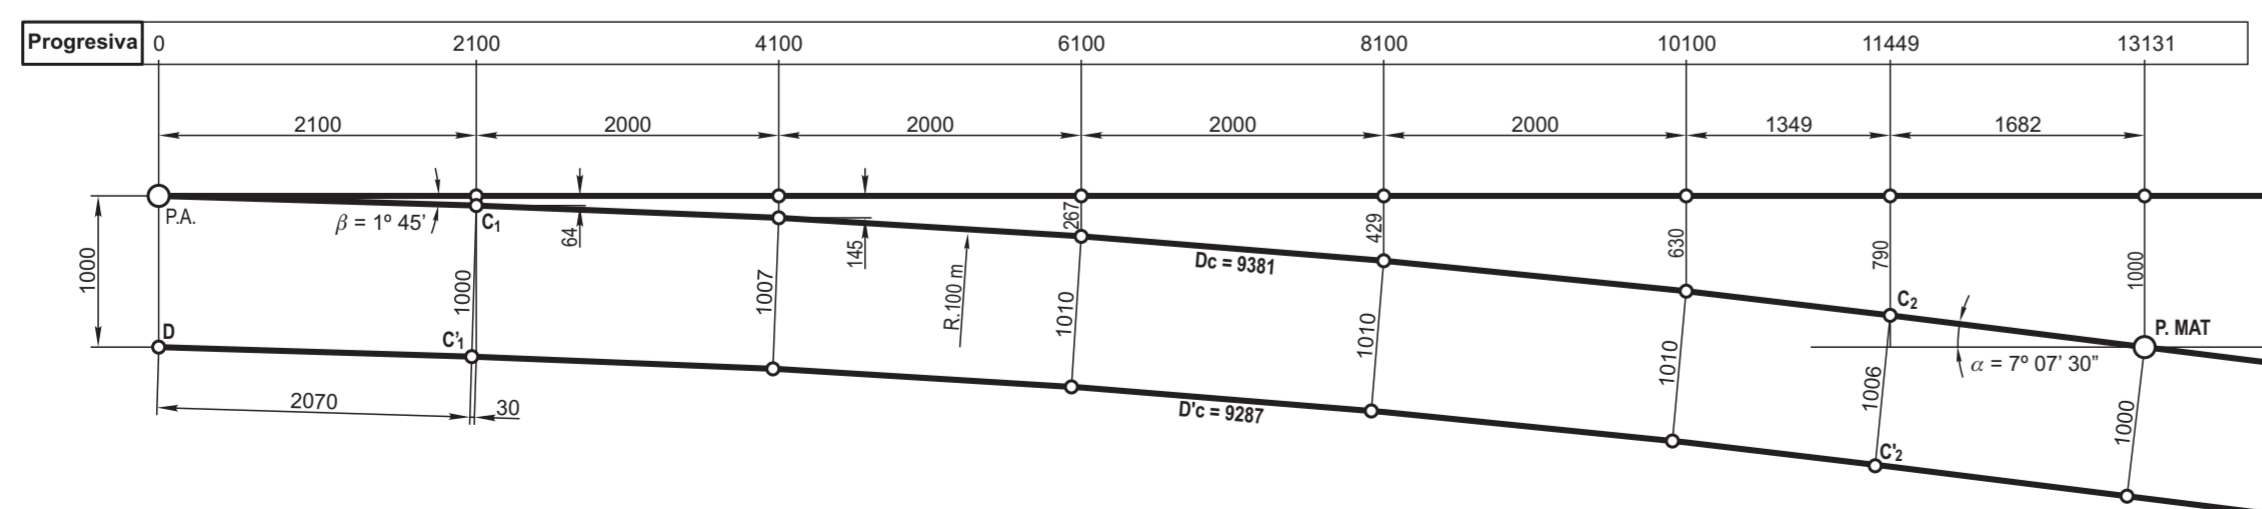 Progresiva 0 2100 4100 6100 8100 10100 11449 13131
2100 2000 2000 2000 2000 1349 1682
P.A.
β = 1º 45’
C1
64
145
267
429
630
790
1000
1000
1000
1007
R.100 m
1010
Dc = 9381
1010
1010
C2
1006
P. MAT
α = 7º 07’ 30”
1000
D
C’1
2070
30
D'c = 9287
C’2